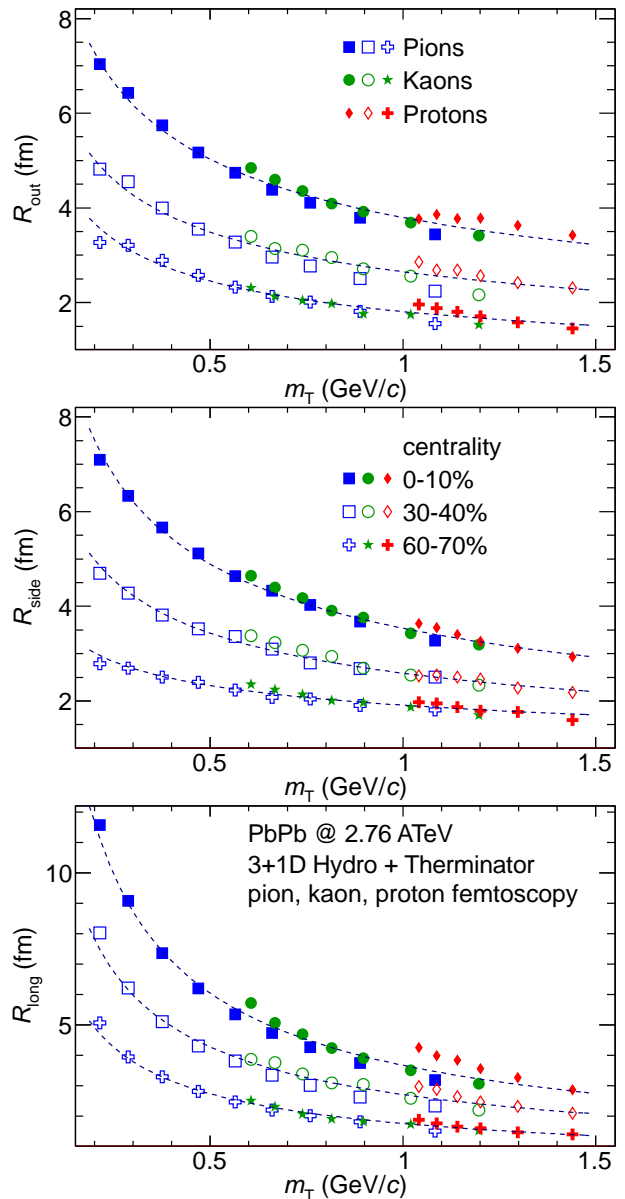 8
6
4
2
R_out (fm)
Pions
Kaons
Protons
0.5
1
1.5
m_T (GeV/c)
8
6
4
2
R_side (fm)
centrality
0-10%
30-40%
60-70%
0.5
1
1.5
m_T (GeV/c)
10
5
R_long (fm)
PbPb @ 2.76 ATeV
3+1D Hydro + Therminator
pion, kaon, proton femtoscopy
0.5
1
1.5
m_T (GeV/c)